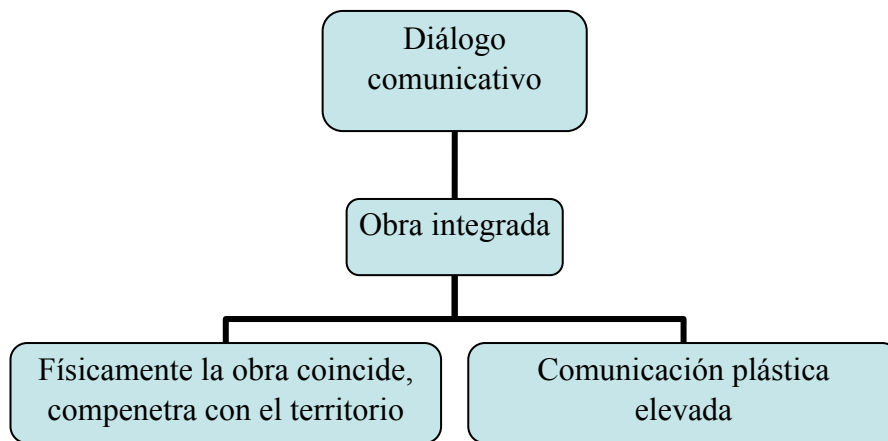 Diálogo
comunicativo
Obra integrada
Físicamente la obra coincide,
compenetra con el territorio
Comunicación plástica
elevada